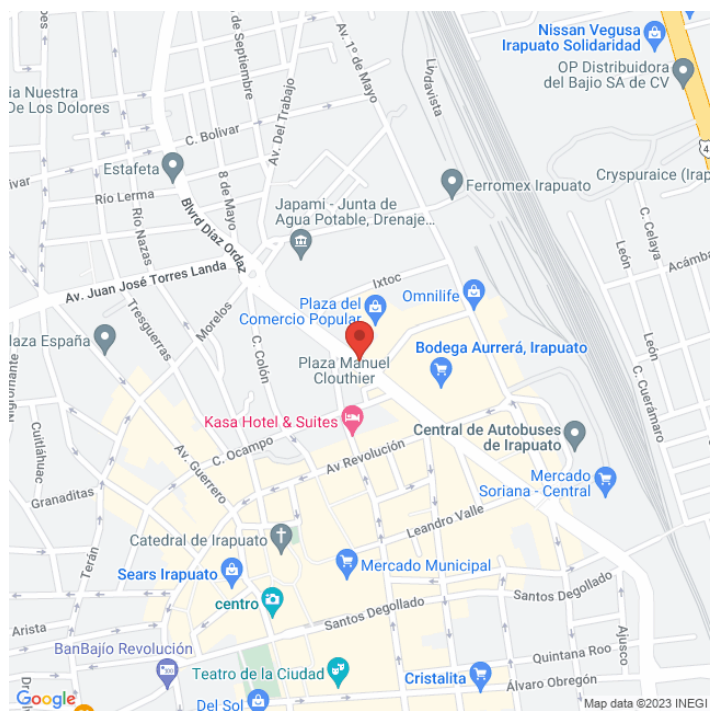 Nissan Vegusa
Irapuato Solidaridad
OP Distribuidora
del Bajio SA de CV
de Septiembre
Av. 1º de Mayo
Lindavista
ia Nuestra
De Los Dolores
C. Bolivar
Av. Del Trabajo
Estafeta
Río Lerma
8 de Mayo
Blvrd Diaz Ordaz
Río Nazas
Japami - Junta de
Agua Potable, Drenaje...
Ferromex Irapuato
Cryspuraice (Irap
4
C. Celaya
León
Acámba
Av. Juan José Torres Landa
Ixtoc
Plaza del
Comercio Popular
Omnilife
Morelos
Tresguerras
C. Colón
laza España
Plaza Manuel
Clouthier
Bodega Aurrerá, Irapuato
León
C. Cuerámaro
Cuitláhuac
Kasa Hotel & Suites
Central de Autobuses
de Irapuato
C. Ocampo
Av Revolución
Av. Guerrero
Granaditas
Terán
Mercado
Soriana - Central
Leandro Valle
Catedral de Irapuato
Sears Irapuato
Mercado Municipal
centro
Santos Degollado
Santos Degollado
Arista
BanBajío Revolución
Ajusco
Quintana Roo
Teatro de la Ciudad
Cristalita
Álvaro Obregón
Del Sol
Google
Map data ©2023 INEGI